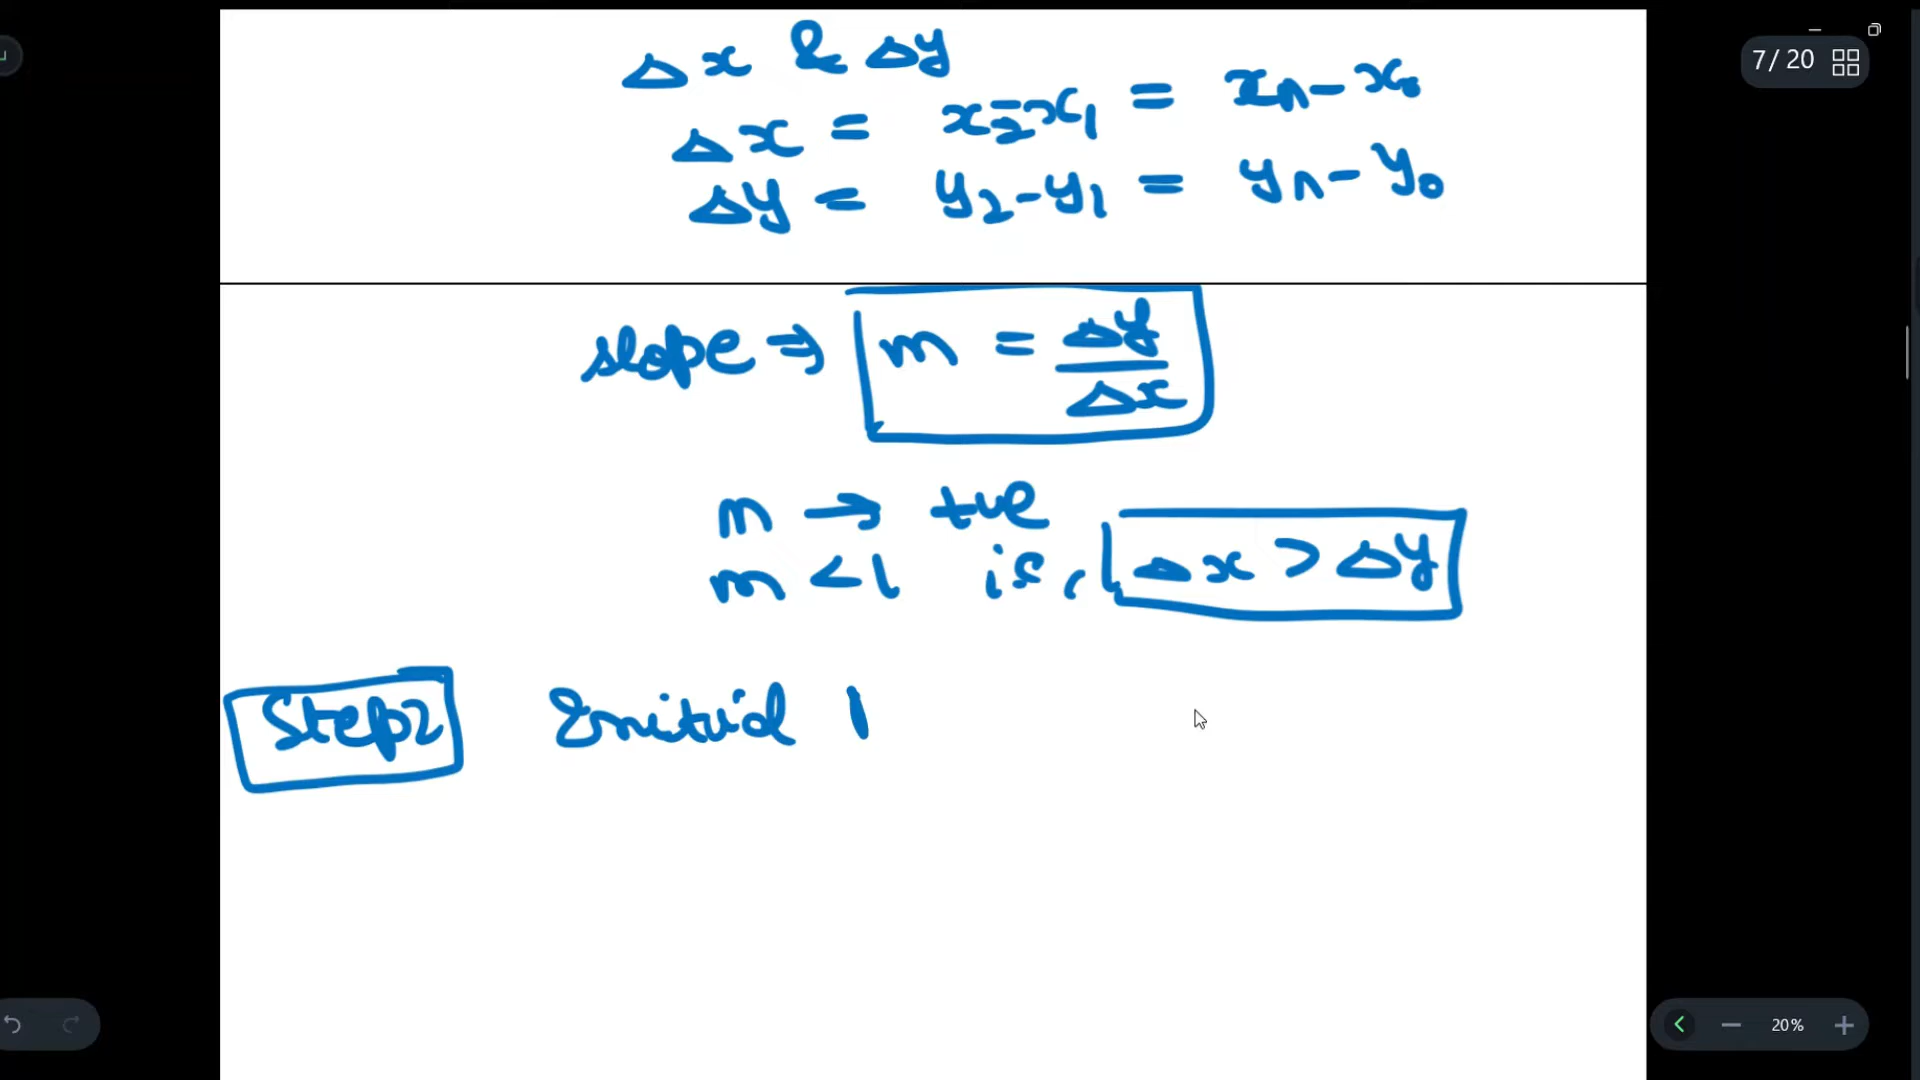 7/ 20
Δx & Δy
Δx = x2-x1 = xn-x0
Δy = y2-y1 = yn-y0
slope ⇒ m = Δy/Δx
m → +ve
m < 1 if, Δx > Δy
Step2 Initial
20%